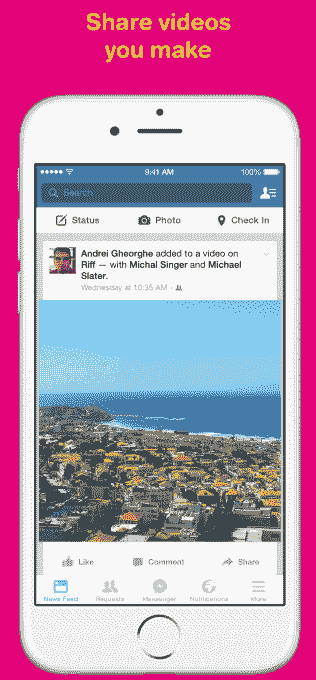 Share videos
you make
9:41 AM
100%
Search
Status
Photo
Check In
Andrei Gheorghe added to a video on
Riff — with Michal Singer and Michael
Slater.
Wednesday at 10:35 AM ·
Like
Comment
Share
News Feed
Requests
Messenger
Notifications
More